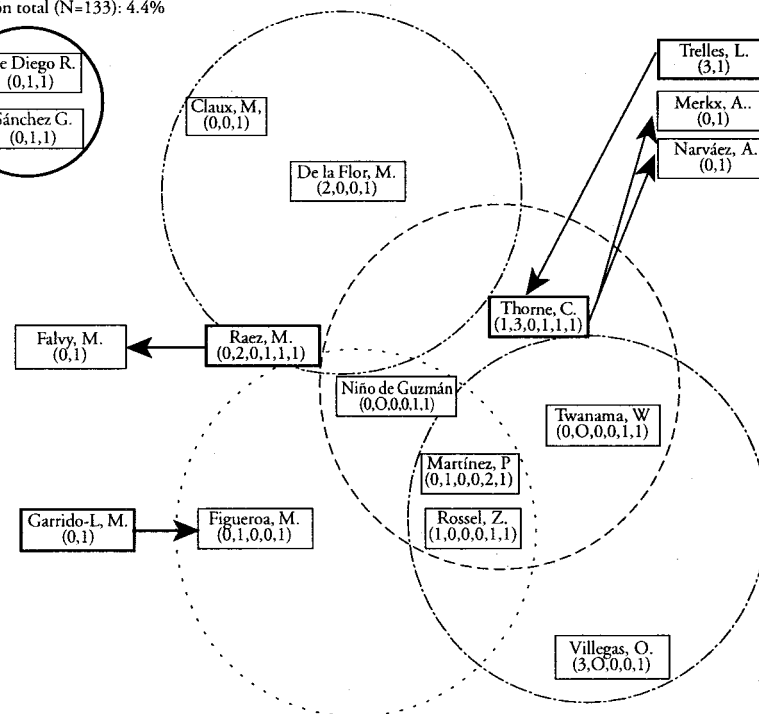 total (N=133): 4.4%
Diego R.
(0,1,1)
G.
(0,1,1)
Claux, M,
(0,0,1)
De la Flor, M.
(2,0,0,1)
Trelles, L.
(3,1)
Merkx, A..
(0,1)
Narváez, A.
(0,1)
Thorne, C.
(1,3,0,1,1,1)
Falvy, M.
(0,1)
Raez, M.
(0,2,0,1,1,1)
Niño de Guzmán
(0,O.0,0,1,1)
Twanama, W
(0,O,0,0,1,1)
Martínez, P
(0,1,0,0,2,1)
Garrido-L, M.
(0,1)
Figueroa, M.
(0,1,0,0,1)
Rossel, Z.
(1,0,0,0,1,1)
Villegas, O.
(3,O,0,0,1)